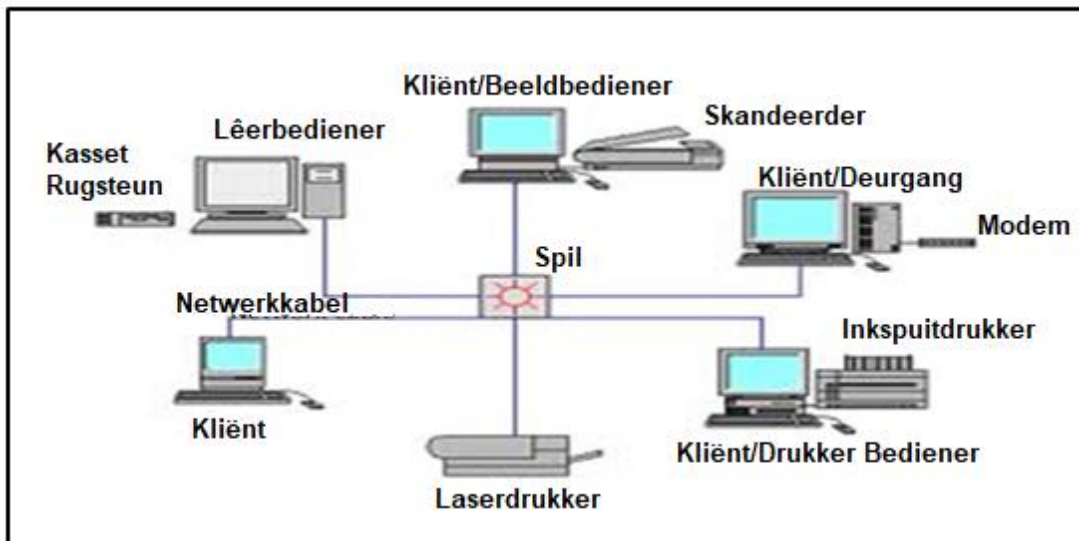 Kliënt/Beeldbediener
Skandeerder
Lêerbediener
Kasset
Rugsteun
Kliënt/Deurgang
Modem
Spil
Netwerkkabel
Inkspuitdrukker
Kliënt
Kliënt/Drukker Bediener
Laserdrukker